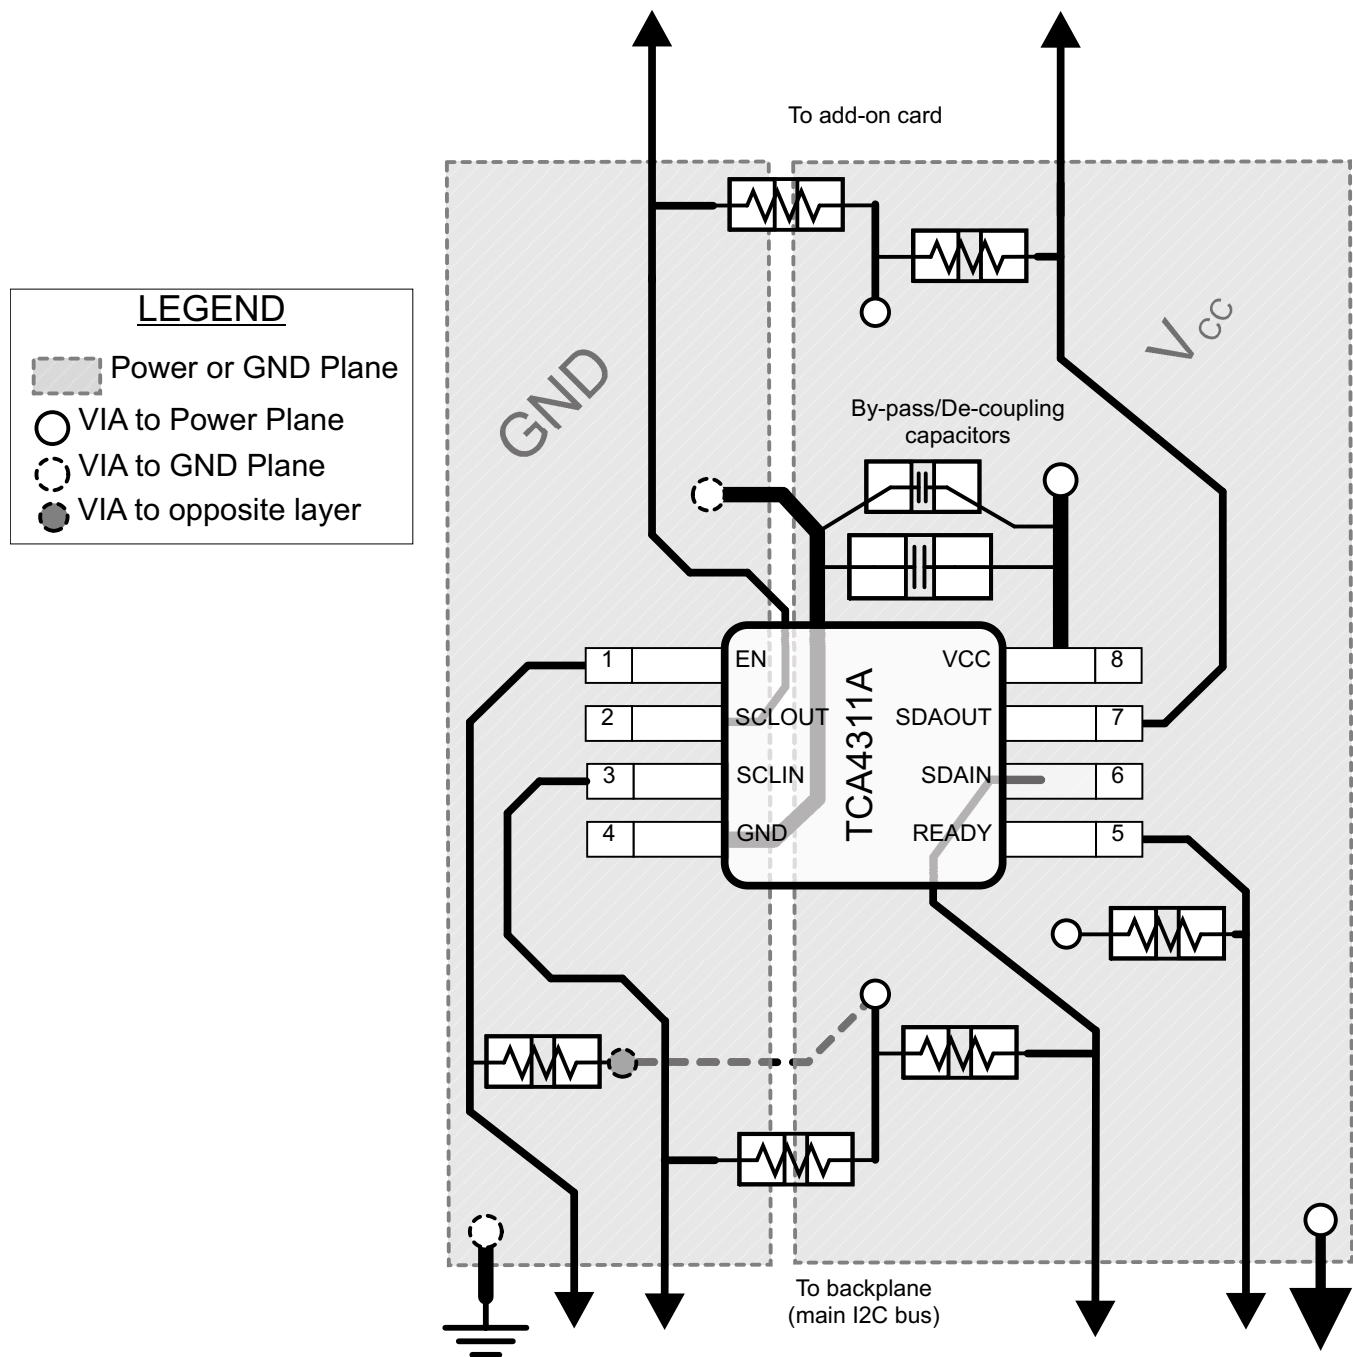 To add-on card
LEGEND
Power or GND Plane
VIA to Power Plane
VIA to GND Plane
VIA to opposite layer
GND
VCC
By-pass/De-coupling
capacitors
1
EN
VCC
8
2
SCLOUT
SDAOUT
7
3
SCLIN
SDAIN
6
4
GND
READY
5
TCA4311A
To backplane
(main I2C bus)